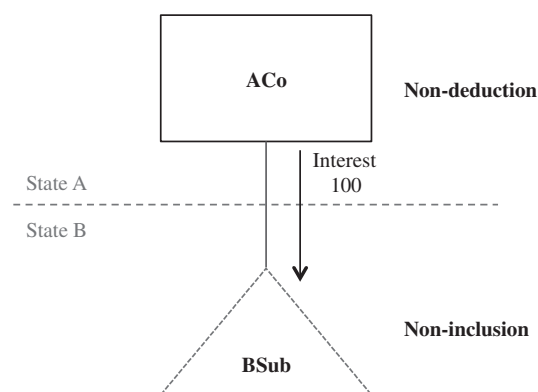 ACo
Non-deduction
Interest
100
State A
State B
Non-inclusion
BSub